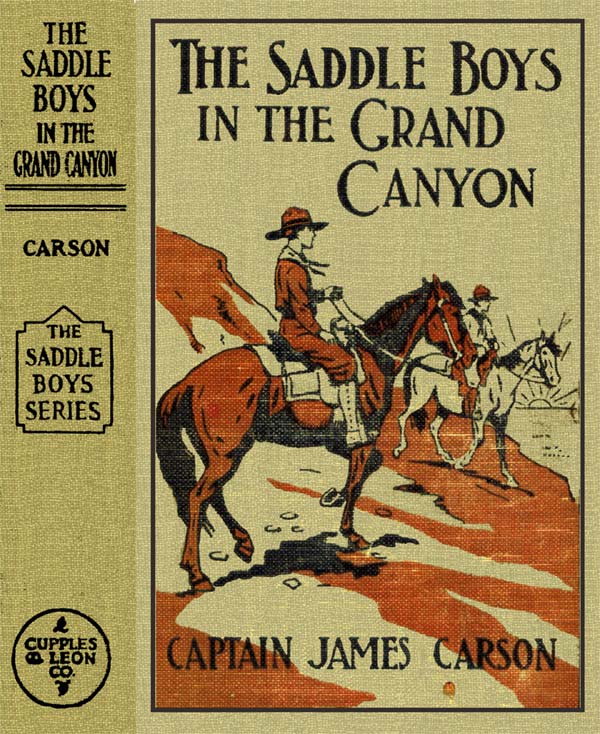 THE
SADDLE
BOYS
IN THE
GRAND CANYON
CARSON
THE
SADDLE
BOYS
SERIES
CUPPLES
& LEON
CO.
THE SADDLE BOYS
IN THE GRAND
CANYON
CAPTAIN JAMES CARSON